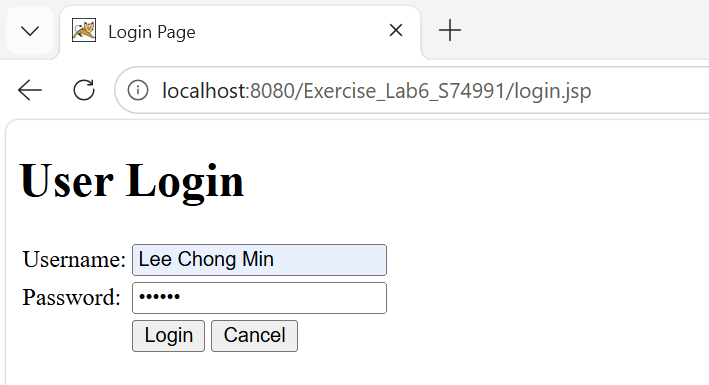 Login Page
localhost:8080/Exercise_Lab6_S74991/login.jsp
User Login
Username: Lee Chong Min
Password: ••••••
Login Cancel